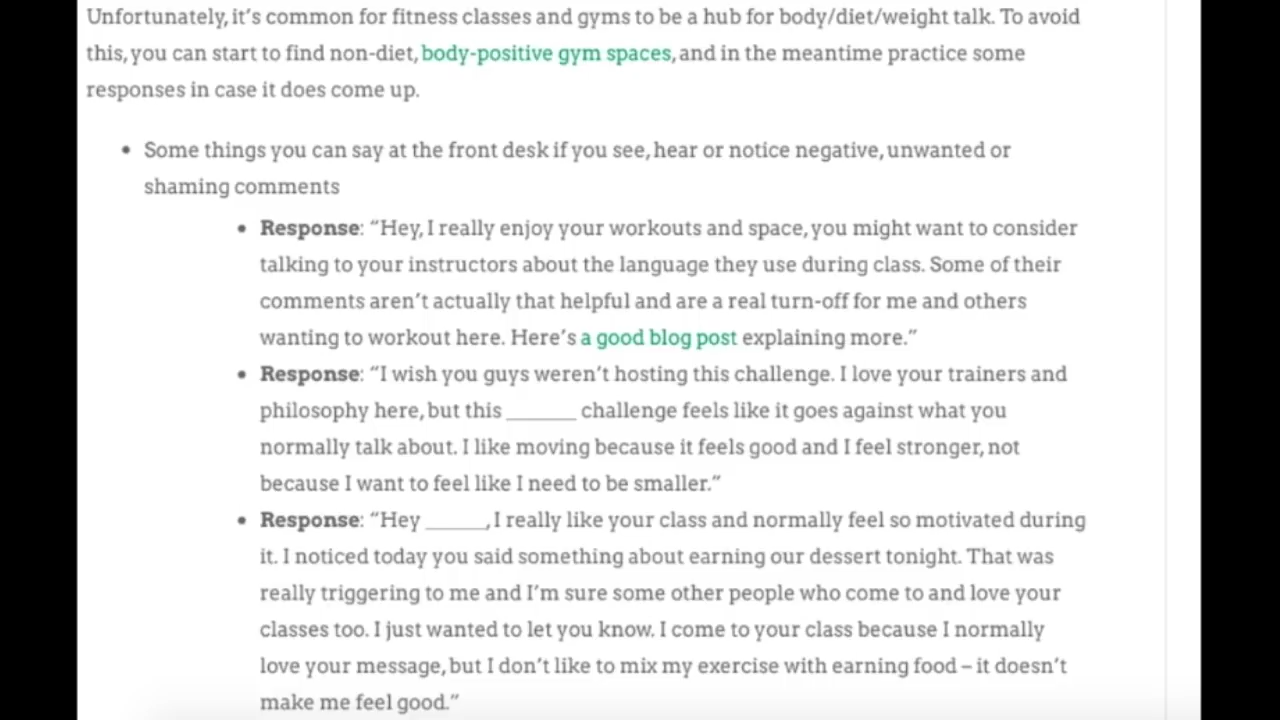 Unfortunately, it's common for fitness classes and gyms to be a hub for body/diet/weight talk. To avoid
this, you can start to find non-diet, body-positive gym spaces, and in the meantime practice some
responses in case it does come up.
• Some things you can say at the front desk if you see, hear or notice negative, unwanted or
shaming comments
• Response: “Hey, I really enjoy your workouts and space, you might want to consider
talking to your instructors about the language they use during class. Some of their
comments aren't actually that helpful and are a real turn-off for me and others
wanting to workout here. Here's a good blog post explaining more.”
• Response: “I wish you guys weren't hosting this challenge. I love your trainers and
philosophy here, but this ______ challenge feels like it goes against what you
normally talk about. I like moving because it feels good and I feel stronger, not
because I want to feel like I need to be smaller.”
• Response: “Hey _____, I really like your class and normally feel so motivated during
it. I noticed today you said something about earning our dessert tonight. That was
really triggering to me and I'm sure some other people who come to and love your
classes too. I just wanted to let you know. I come to your class because I normally
love your message, but I don't like to mix my exercise with earning food – it doesn't
make me feel good.”